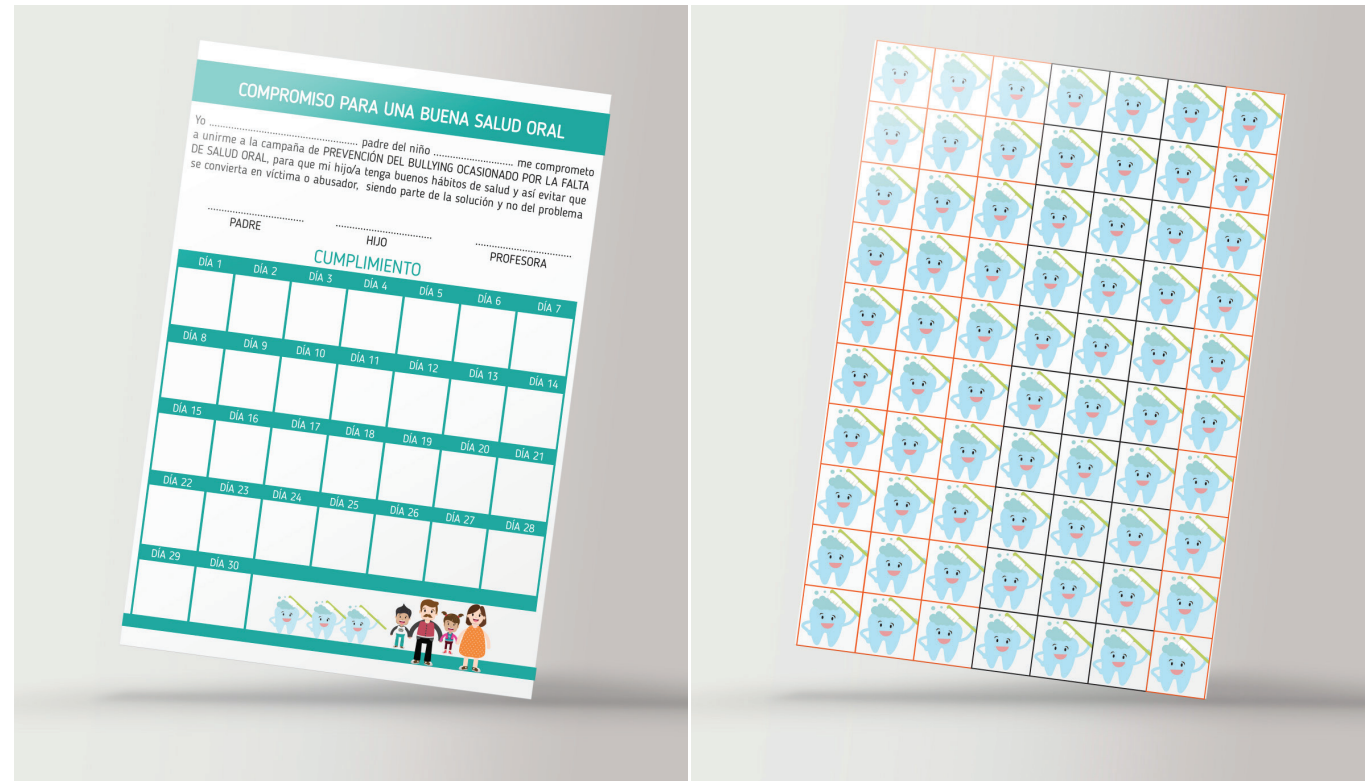 COMPROMISO PARA UNA BUENA SALUD ORAL
Yo ........................................ padre del niño ........................... me comprometo
a unirme a la campaña de PREVENCIÓN DEL BULLYING OCASIONADO POR LA FALTA
DE SALUD ORAL, para que mi hijo/a tenga buenos hábitos de salud y así evitar que
se convierta en víctima o abusador, siendo parte de la solución y no del problema
PADRE HIJO PROFESORA
CUMPLIMIENTO
DÍA 1 DÍA 2 DÍA 3 DÍA 4 DÍA 5 DÍA 6 DÍA 7
DÍA 8 DÍA 9 DÍA 10 DÍA 11 DÍA 12 DÍA 13 DÍA 14
DÍA 15 DÍA 16 DÍA 17 DÍA 18 DÍA 19 DÍA 20 DÍA 21
DÍA 22 DÍA 23 DÍA 24 DÍA 25 DÍA 26 DÍA 27 DÍA 28
DÍA 29 DÍA 30